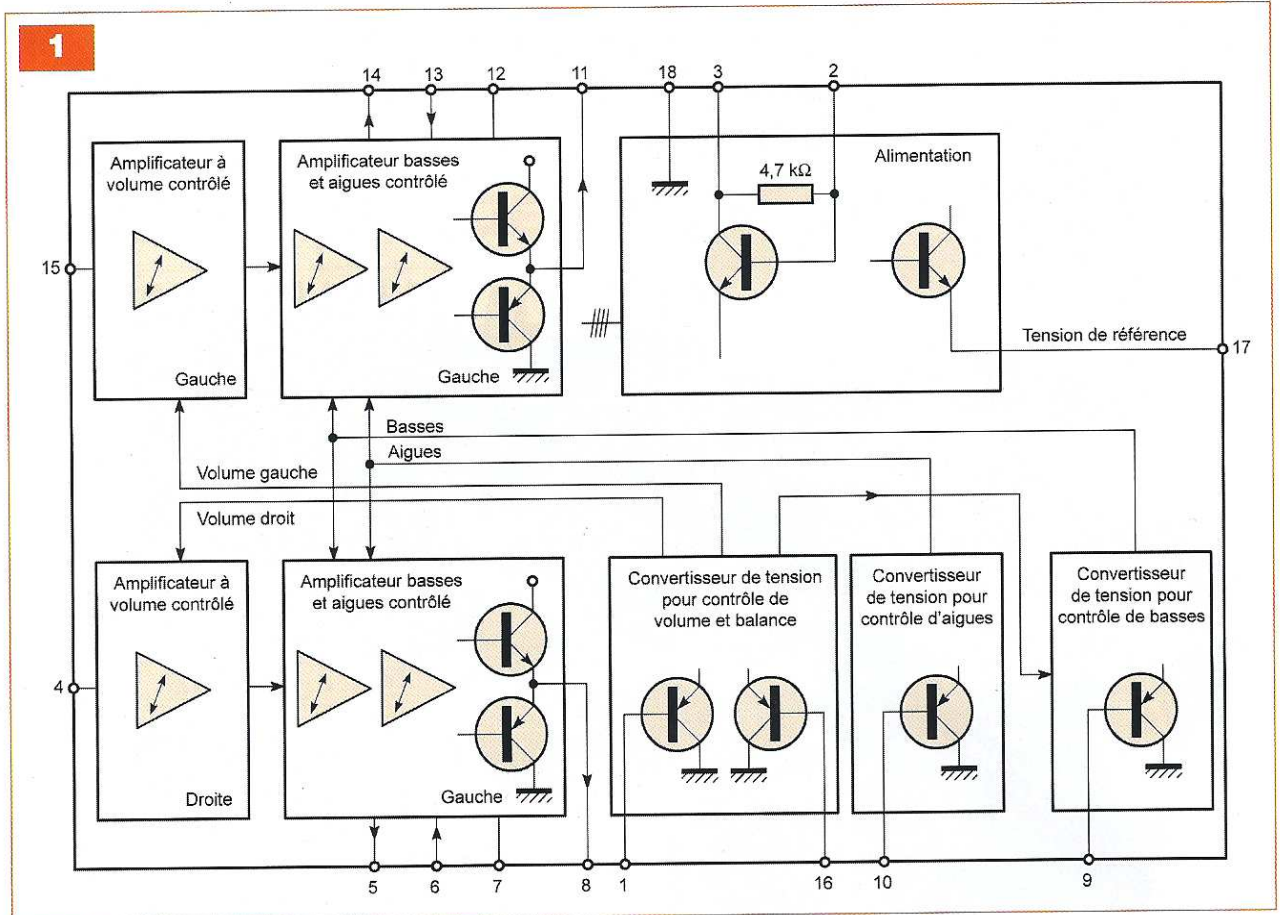 1
14
13
12
11
18
3
2
Amplificateur à
volume contrôlé
Gauche
Amplificateur basses
et aigues contrôlé
Gauche
Alimentation
4,7 kΩ
15
Tension de référence
17
Basses
Aigues
Volume gauche
Volume droit
Amplificateur à
volume contrôlé
Droite
Amplificateur basses
et aigues contrôlé
Gauche
Convertisseur de tension
pour contrôle de
volume et balance
Convertisseur
de tension pour
contrôle d'aigues
Convertisseur
de tension pour
contrôle de basses
4
5
6
7
8
1
16
10
9